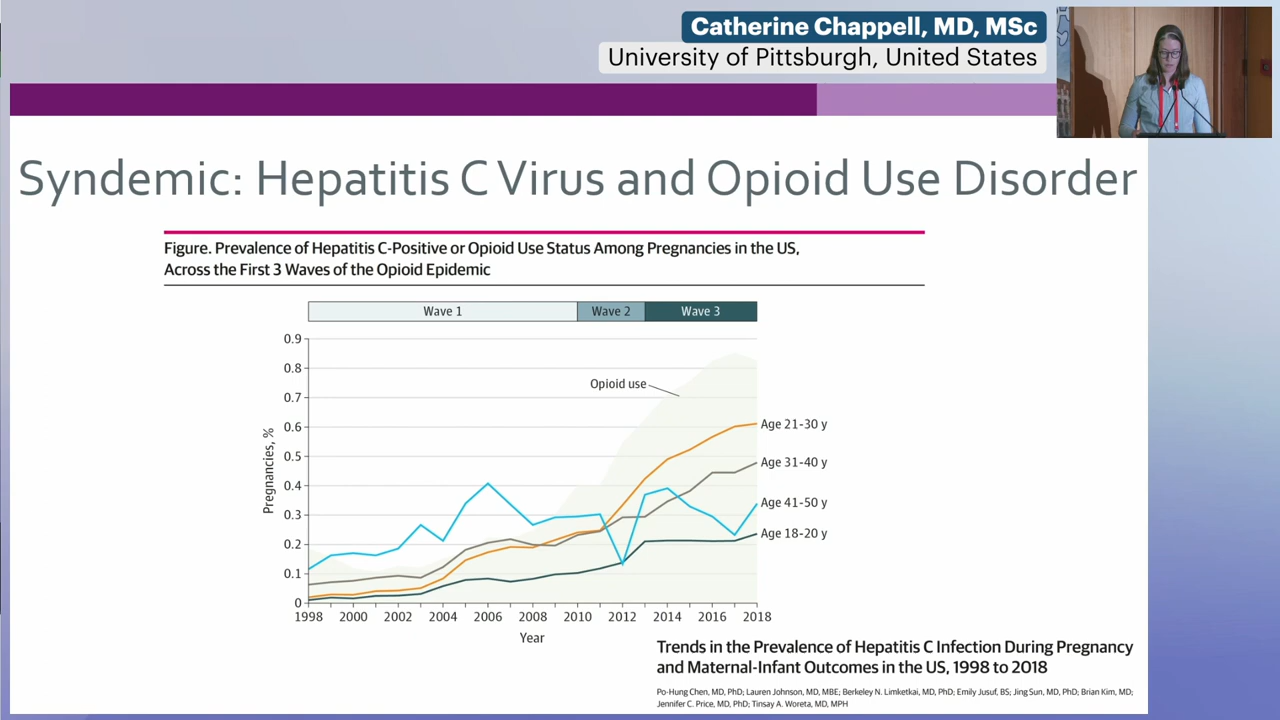 Catherine Chappell, MD, MSc
University of Pittsburgh, United States
Syndemic: Hepatitis C Virus and Opioid Use Disorder
Figure. Prevalence of Hepatitis C-Positive or Opioid Use Status Among Pregnancies in the US,
Across the First 3 Waves of the Opioid Epidemic
Wave 1
Wave 2
Wave 3
0.9
0.8
0.7
0.6
0.5
0.4
0.3
0.2
0.1
0
Pregnancies, %
Opioid use
Age 21-30 y
Age 31-40 y
Age 41-50 y
Age 18-20 y
1998 2000 2002 2004 2006 2008 2010 2012 2014 2016 2018
Year
Trends in the Prevalence of Hepatitis C Infection During Pregnancy
and Maternal-Infant Outcomes in the US, 1998 to 2018
Po-Hung Chen, MD, PhD; Lauren Johnson, MD, MBE; Berkeley N. Limketkai, MD, PhD; Emily Jusuf, BS; Jing Sun, MD, PhD; Brian Kim, MD;
Jennifer C. Price, MD, PhD; Tinsay A. Woreta, MD, MPH